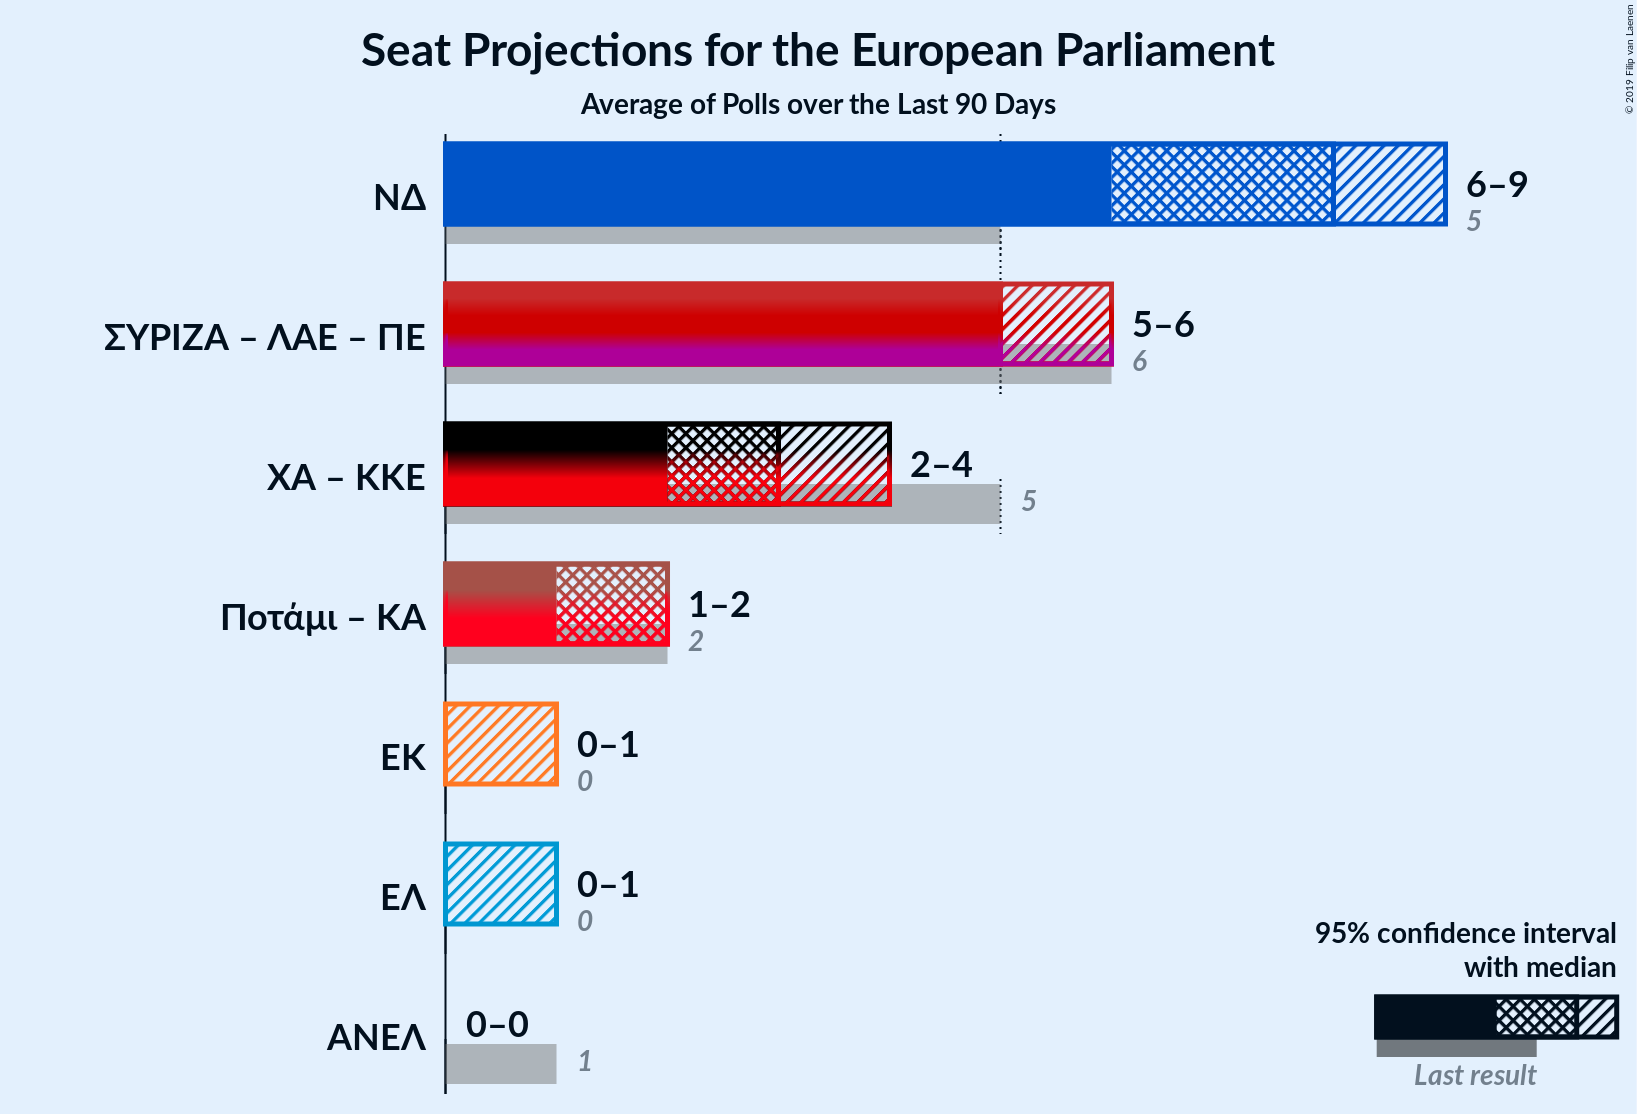 Seat Projections for the European Parliament
Average of Polls over the Last 90 Days
© 2019 Filip van Laenen
ΝΔ
6–9
5
ΣΥΡΙΖΑ – ΛΑΕ – ΠΕ
5–6
6
ΧΑ – ΚΚΕ
2–4
5
Ποτάμι – ΚΑ
1–2
2
ΕΚ
0–1
0
ΕΛ
0–1
0
ΑΝΕΛ
0–0
1
95% confidence interval
with median
Last result